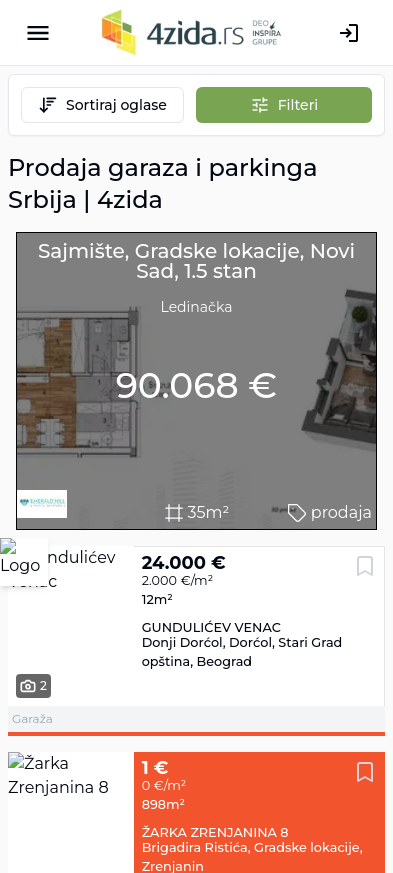 4zida.rs DEO INSPIRA GRUPE
Sortiraj oglase
Filteri
Prodaja garaza i parkinga
Srbija | 4zida
Sajmište, Gradske lokacije, Novi
Sad, 1.5 stan
Ledinačka
90.068 €
35m²
prodaja
Logo
ndulićev
24.000 €
2.000 €/m²
12m²
GUNDULIĆEV VENAC
Donji Dorćol, Dorćol, Stari Grad
opština, Beograd
2
Garaža
Žarka
Zrenjanina 8
1 €
0 €/m²
898m²
ŽARKA ZRENJANINA 8
Brigadira Ristića, Gradske lokacije,
Zrenjanin